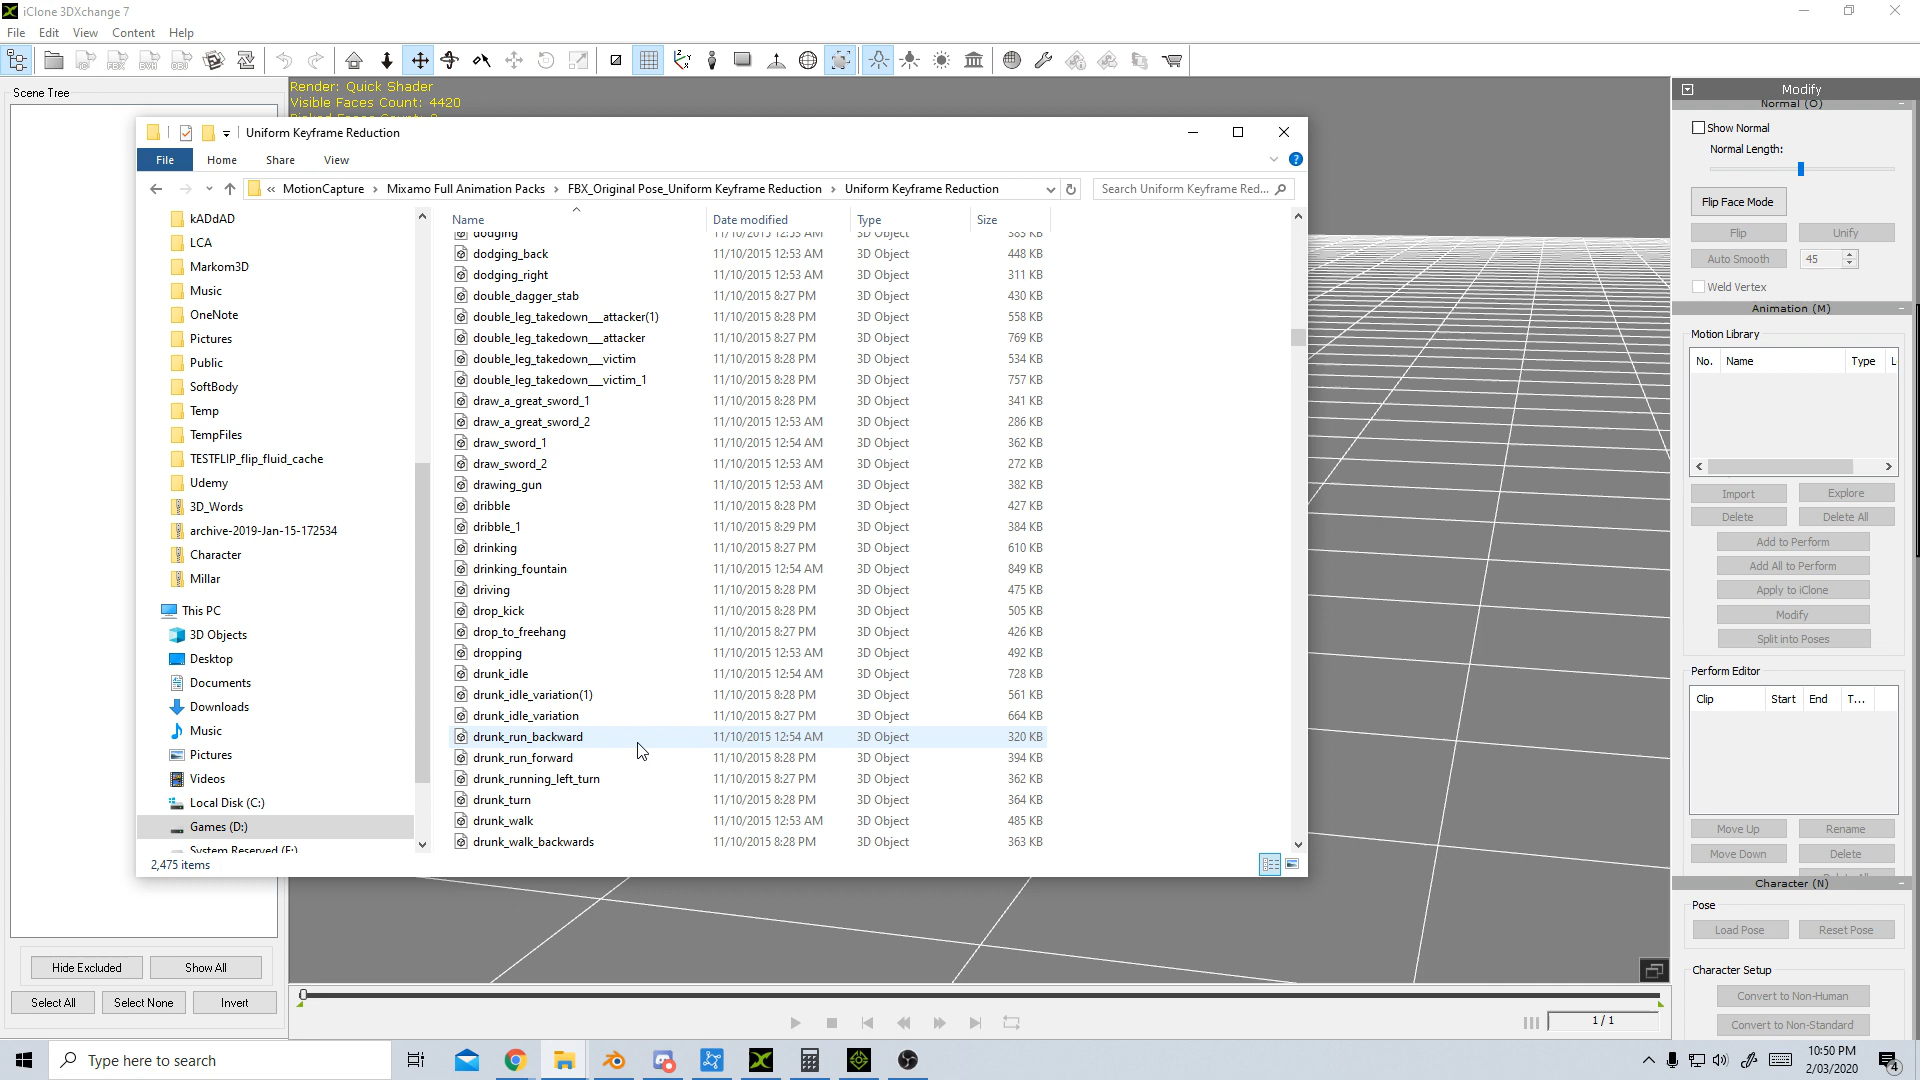 iClone 3DXchange 7
File Edit View Content Help
Scene Tree
Render: Quick Shader
Visible Faces Count: 4420
Uniform Keyframe Reduction
File Home Share View
« MotionCapture › Mixamo Full Animation Packs › FBX_Original Pose_Uniform Keyframe Reduction › Uniform Keyframe Reduction
Search Uniform Keyframe Red...
Name Date modified Type Size
kADdAD
LCA
Markom3D
Music
OneNote
Pictures
Public
SoftBody
Temp
TempFiles
TESTFLIP_flip_fluid_cache
Udemy
3D_Words
archive-2019-Jan-15-172534
Character
Millar
This PC
3D Objects
Desktop
Documents
Downloads
Music
Pictures
Videos
Local Disk (C:)
Games (D:)
System Reserved (F:)
2,475 items
dodging 11/10/2015 12:53 AM 3D Object 383 KB
dodging_back 11/10/2015 12:53 AM 3D Object 448 KB
dodging_right 11/10/2015 12:53 AM 3D Object 311 KB
double_dagger_stab 11/10/2015 8:27 PM 3D Object 430 KB
double_leg_takedown___attacker(1) 11/10/2015 8:28 PM 3D Object 558 KB
double_leg_takedown___attacker 11/10/2015 8:27 PM 3D Object 769 KB
double_leg_takedown___victim 11/10/2015 8:28 PM 3D Object 534 KB
double_leg_takedown___victim_1 11/10/2015 8:28 PM 3D Object 757 KB
draw_a_great_sword_1 11/10/2015 8:28 PM 3D Object 341 KB
draw_a_great_sword_2 11/10/2015 12:53 AM 3D Object 286 KB
draw_sword_1 11/10/2015 12:54 AM 3D Object 362 KB
draw_sword_2 11/10/2015 12:53 AM 3D Object 272 KB
drawing_gun 11/10/2015 12:53 AM 3D Object 382 KB
dribble 11/10/2015 8:28 PM 3D Object 427 KB
dribble_1 11/10/2015 8:29 PM 3D Object 384 KB
drinking 11/10/2015 8:27 PM 3D Object 610 KB
drinking_fountain 11/10/2015 12:54 AM 3D Object 849 KB
driving 11/10/2015 8:28 PM 3D Object 475 KB
drop_kick 11/10/2015 8:28 PM 3D Object 505 KB
drop_to_freehang 11/10/2015 8:27 PM 3D Object 426 KB
dropping 11/10/2015 12:53 AM 3D Object 492 KB
drunk_idle 11/10/2015 12:54 AM 3D Object 728 KB
drunk_idle_variation(1) 11/10/2015 8:28 PM 3D Object 561 KB
drunk_idle_variation 11/10/2015 8:27 PM 3D Object 664 KB
drunk_run_backward 11/10/2015 12:54 AM 3D Object 320 KB
drunk_run_forward 11/10/2015 8:28 PM 3D Object 394 KB
drunk_running_left_turn 11/10/2015 8:27 PM 3D Object 362 KB
drunk_turn 11/10/2015 8:28 PM 3D Object 364 KB
drunk_walk 11/10/2015 12:53 AM 3D Object 485 KB
drunk_walk_backwards 11/10/2015 8:28 PM 3D Object 363 KB
Modify
Normal (O)
Show Normal
Normal Length:
Flip Face Mode
Flip Unify
Auto Smooth 45
Weld Vertex
Animation (M)
Motion Library
No. Name Type L
Import Explore
Delete Delete All
Add to Perform
Add All to Perform
Apply to iClone
Modify
Split into Poses
Perform Editor
Clip Start End T...
Move Up Rename
Move Down Delete
Character (N)
Pose
Load Pose Reset Pose
Character Setup
Convert to Non-Human
Convert to Non-Standard
Hide Excluded Show All
Select All Select None Invert
1 / 1
Type here to search
10:50 PM
2/03/2020
4